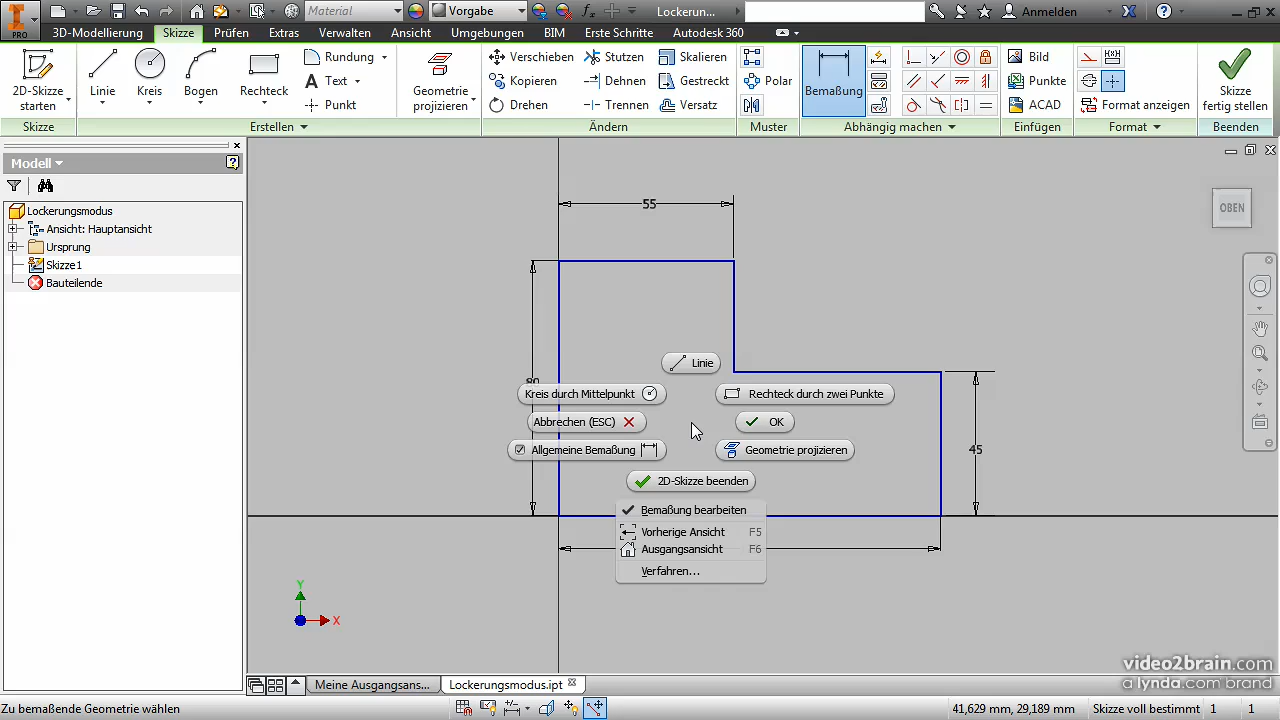 PRO
Material
Vorgabe
Lockerun...
Anmelden
3D-Modellierung
Skizze
Prüfen
Extras
Verwalten
Ansicht
Umgebungen
BIM
Erste Schritte
Autodesk 360
2D-Skizze starten
Linie
Kreis
Bogen
Rechteck
Rundung
Text
Punkt
Geometrie projizieren
Verschieben
Kopieren
Drehen
Stutzen
Dehnen
Trennen
Skalieren
Gestreckt
Versatz
Polar
Bemaßung
Bild
Punkte
ACAD
Format anzeigen
Skizze fertig stellen
Skizze
Erstellen
Ändern
Muster
Abhängig machen
Einfügen
Format
Beenden
Modell
Lockerungsmodus
Ansicht: Hauptansicht
Ursprung
Skizze1
Bauteilende
OBEN
55
80
45
Linie
Kreis durch Mittelpunkt
Rechteck durch zwei Punkte
Abbrechen (ESC)
OK
Allgemeine Bemaßung
Geometrie projizieren
2D-Skizze beenden
Bemaßung bearbeiten
Vorherige Ansicht F5
Ausgangsansicht F6
Verfahren...
Y
X
video2brain.com
a lynda.com brand
Meine Ausgangsans...
Lockerungsmodus.ipt
Zu bemaßende Geometrie wählen
41,629 mm, 29,189 mm
Skizze voll bestimmt
1
1